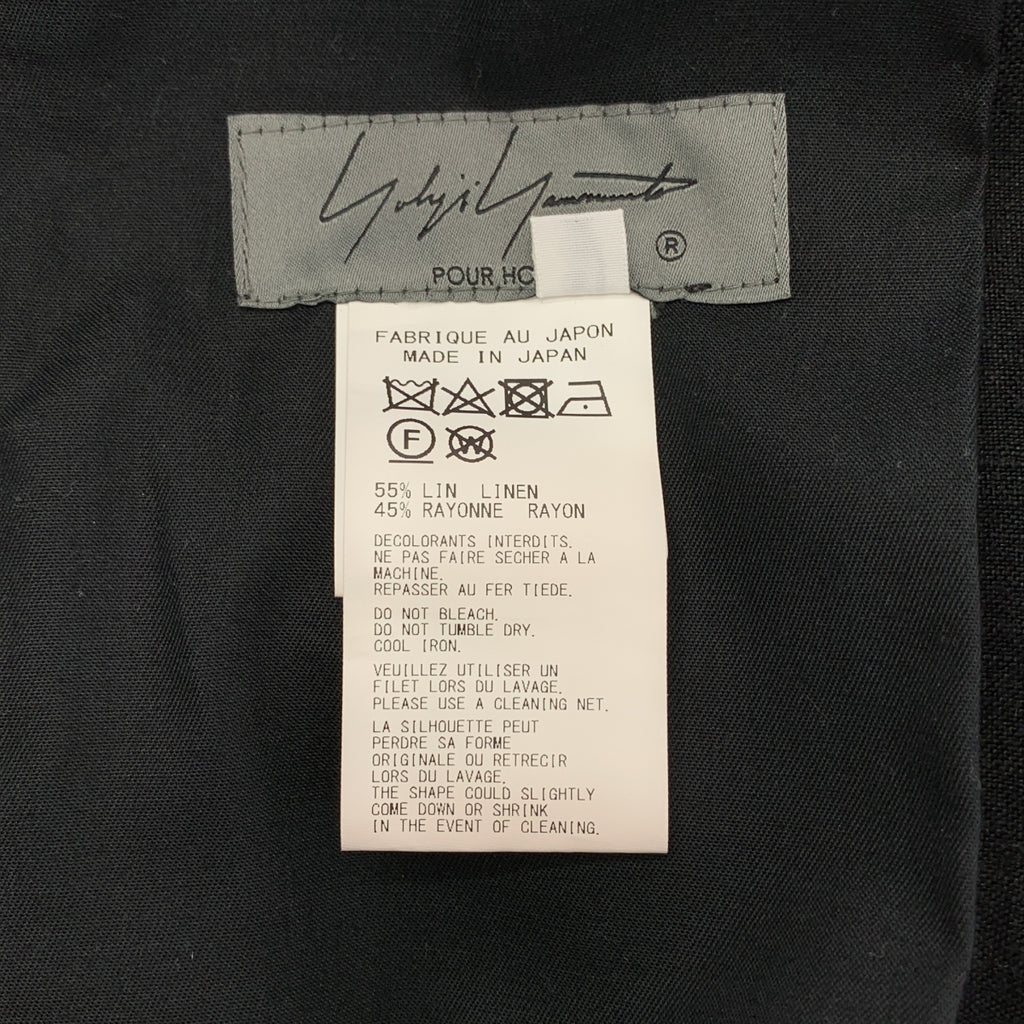 Yohji Yamamoto
®
POUR HO
FABRIQUE AU JAPON
MADE IN JAPAN
F W
55% LIN LINEN
45% RAYONNE RAYON
DECOLORANTS INTERDITS.
NE PAS FAIRE SECHER A LA
MACHINE.
REPASSER AU FER TIEDE.
DO NOT BLEACH.
DO NOT TUMBLE DRY.
COOL IRON.
VEUILLEZ UTILISER UN
FILET LORS DU LAVAGE.
PLEASE USE A CLEANING NET.
LA SILHOUETTE PEUT
PERDRE SA FORME
ORIGINALE OU RETRECIR
LORS DU LAVAGE.
THE SHAPE COULD SLIGHTLY
COME DOWN OR SHRINK
IN THE EVENT OF CLEANING.